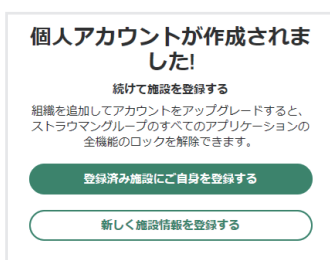 個人アカウントが作成されま
した!
続けて施設を登録する
組織を追加してアカウントをアップグレードすると、
ストラウマングループのすべてのアプリケーションの
全機能のロックを解除できます。
登録済み施設にご自身を登録する
新しく施設情報を登録する